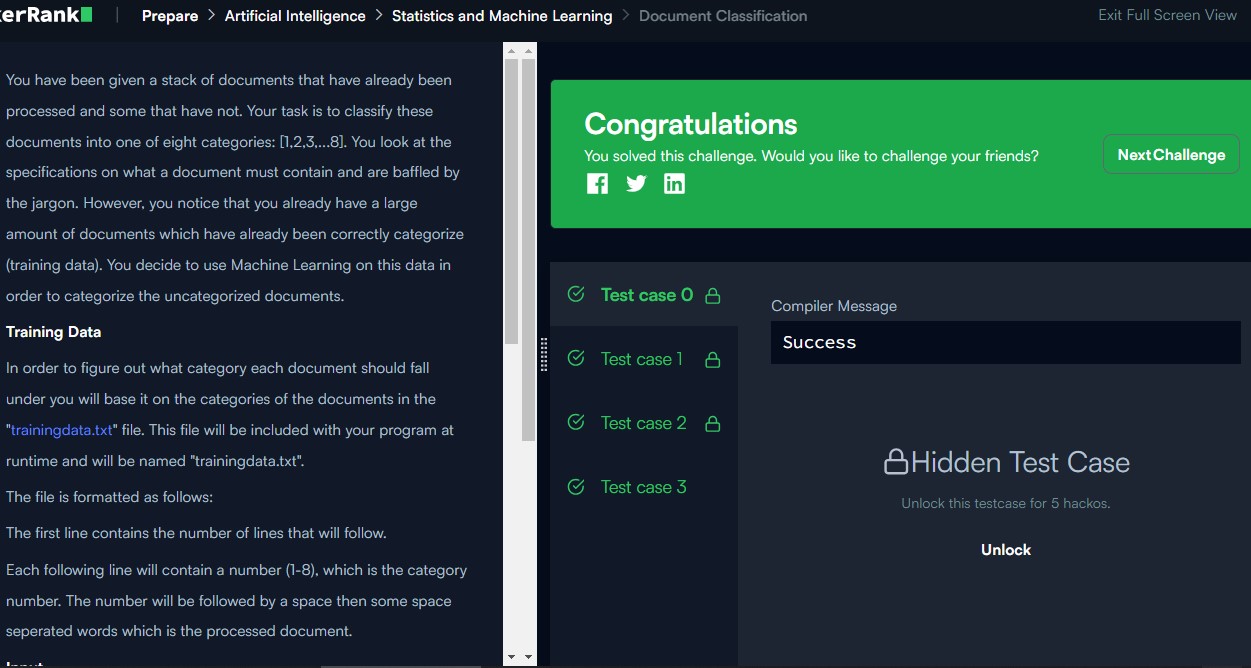 kerRank
Prepare > Artificial Intelligence > Statistics and Machine Learning > Document Classification
Exit Full Screen View
You have been given a stack of documents that have already been
processed and some that have not. Your task is to classify these
documents into one of eight categories: [1,2,3,...8]. You look at the
specifications on what a document must contain and are baffled by
the jargon. However, you notice that you already have a large
amount of documents which have already been correctly categorize
(training data). You decide to use Machine Learning on this data in
order to categorize the uncategorized documents.
Training Data
In order to figure out what category each document should fall
under you will base it on the categories of the documents in the
"trainingdata.txt" file. This file will be included with your program at
runtime and will be named "trainingdata.txt".
The file is formatted as follows:
The first line contains the number of lines that will follow.
Each following line will contain a number (1-8), which is the category
number. The number will be followed by a space then some space
seperated words which is the processed document.
Congratulations
You solved this challenge. Would you like to challenge your friends?
Next Challenge
Test case 0
Test case 1
Test case 2
Test case 3
Compiler Message
Success
Hidden Test Case
Unlock this testcase for 5 hackos.
Unlock